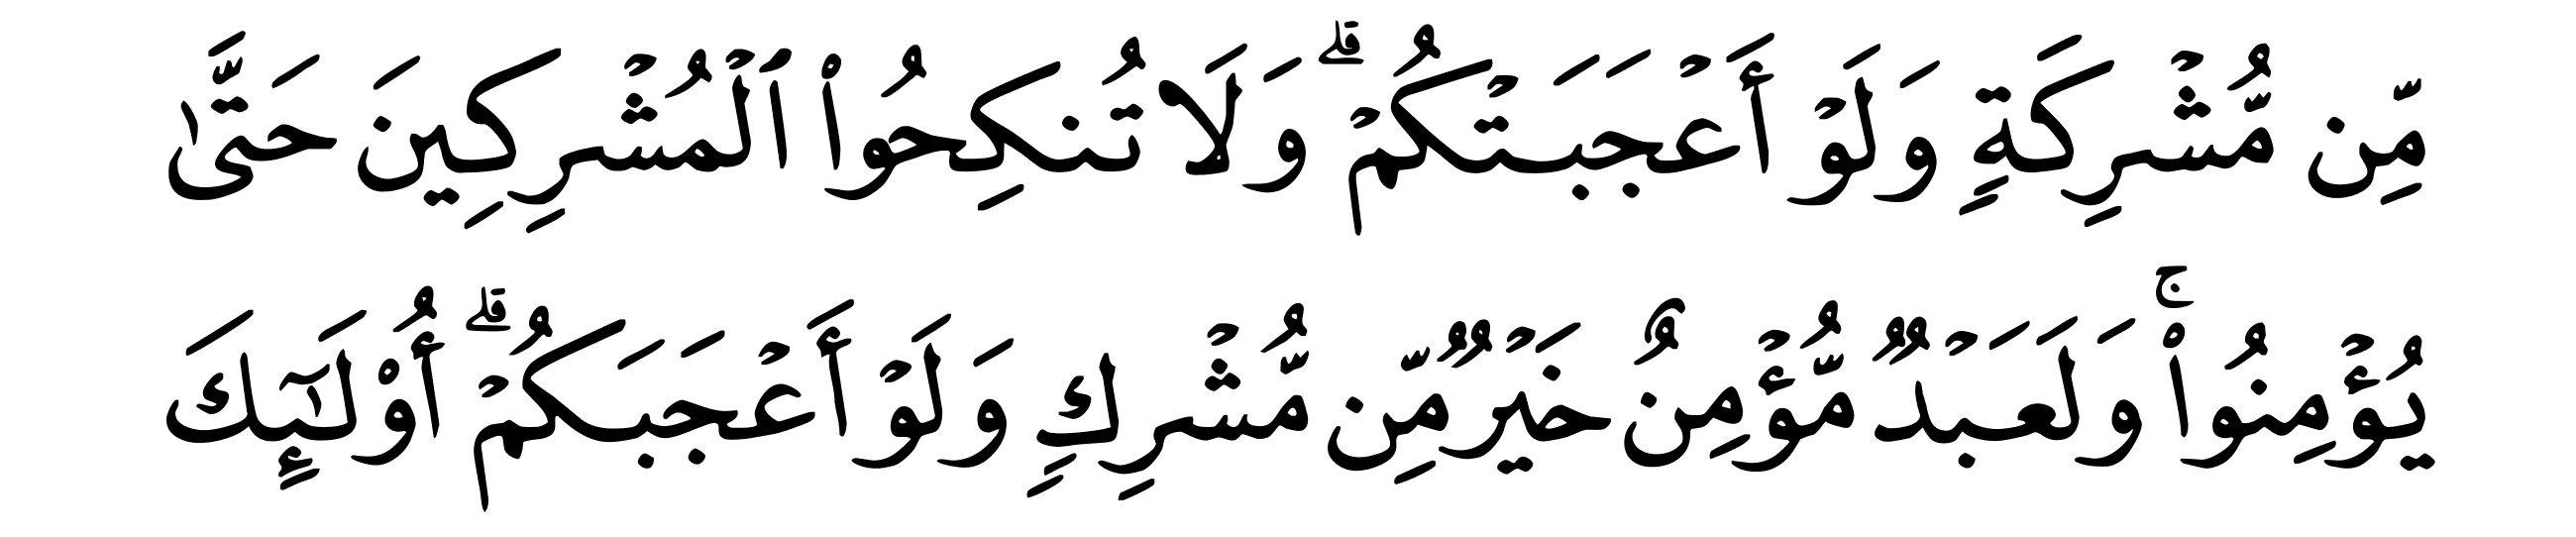 مِّن مُّشْرِكَةٍ وَلَوْ أَعْجَبَتْكُمْ ۗ وَلَا تُنكِحُوا۟ ٱلْمُشْرِكِينَ حَتَّىٰ
يُؤْمِنُوا۟ ۚ وَلَعَبْدٌ مُّؤْمِنٌ خَيْرٌ مِّن مُّشْرِكٍ وَلَوْ أَعْجَبَكُمْ ۗ أُو۟لَـٰٓئِكَ